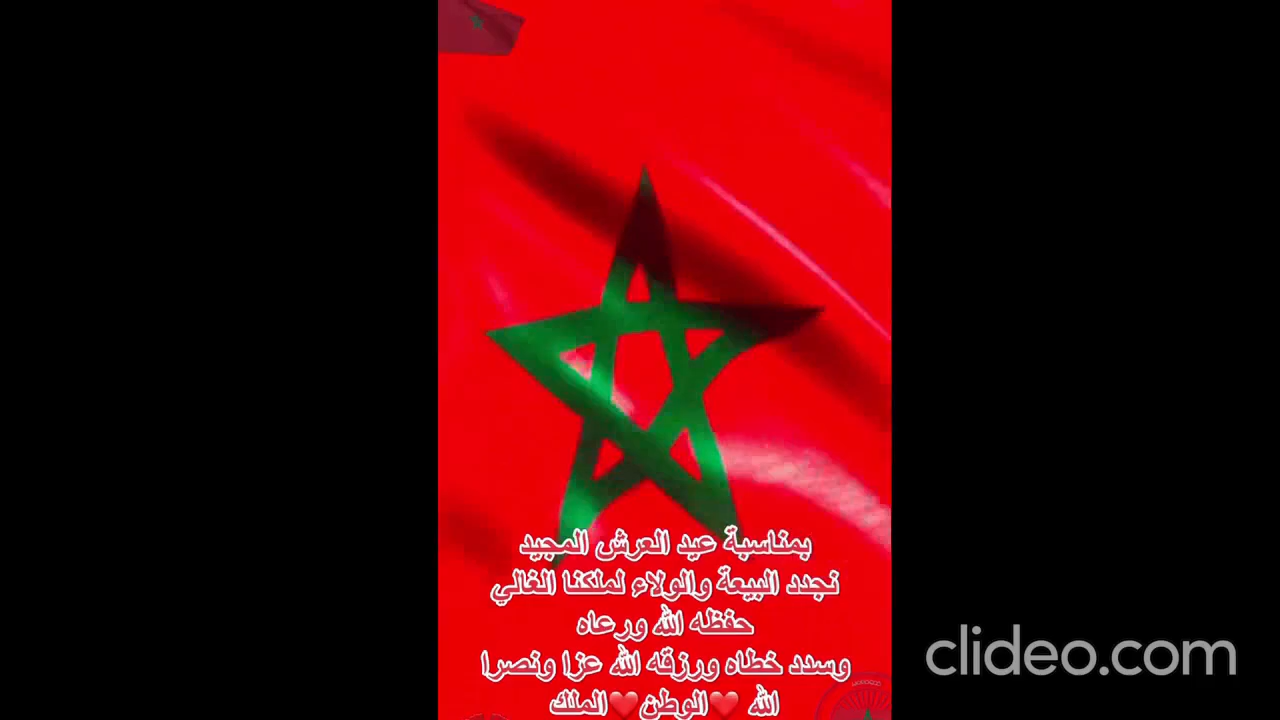 بمناسبة عيد العرش المجيد
نجدد البيعة والولاء لملكنا الغالي
حفظه الله ورعاه
وسدد خطاه ورزقه الله عزا ونصرا
الله ❤️الوطن❤️الملك
clideo.com